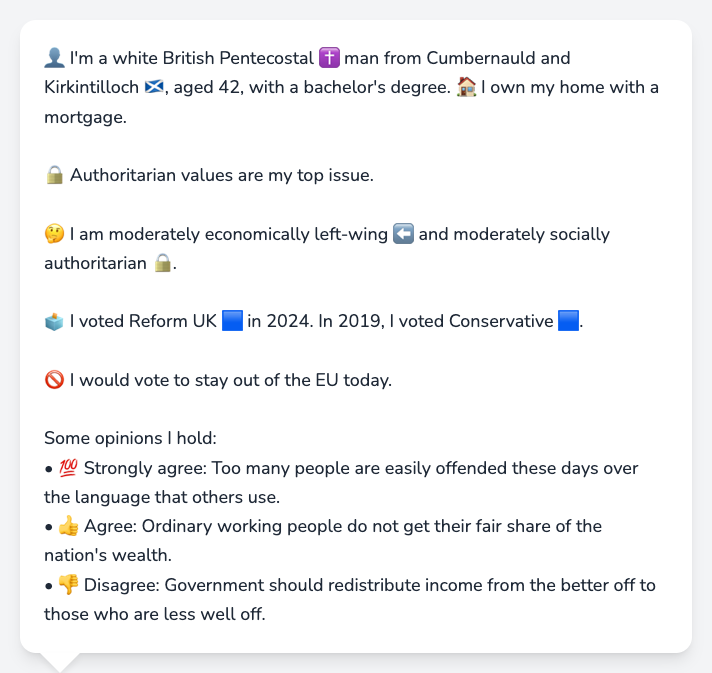 👤 I'm a white British Pentecostal ✝️ man from Cumbernauld and
Kirkintilloch 🏴󠁧󠁢󠁳󠁣󠁴󠁿, aged 42, with a bachelor's degree. 🏠 I own my home with a
mortgage.
🔒 Authoritarian values are my top issue.
🤔 I am moderately economically left-wing ⬅️ and moderately socially
authoritarian 🔒.
🗳️ I voted Reform UK 🟦 in 2024. In 2019, I voted Conservative 🟦.
🚫 I would vote to stay out of the EU today.
Some opinions I hold:
• 💯 Strongly agree: Too many people are easily offended these days over
the language that others use.
• 👍 Agree: Ordinary working people do not get their fair share of the
nation's wealth.
• 👎 Disagree: Government should redistribute income from the better off to
those who are less well off.